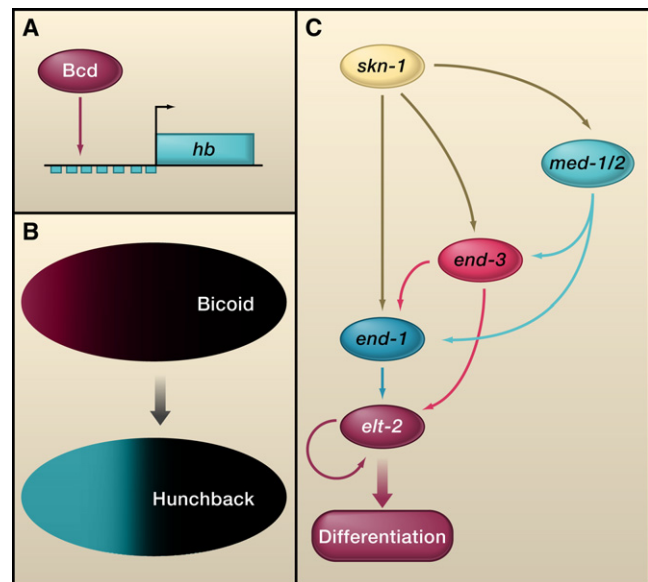 A
Bcd
hb
B
Bicoid
Hunchback
C
skn-1
med-1/2
end-3
end-1
elt-2
Differentiation